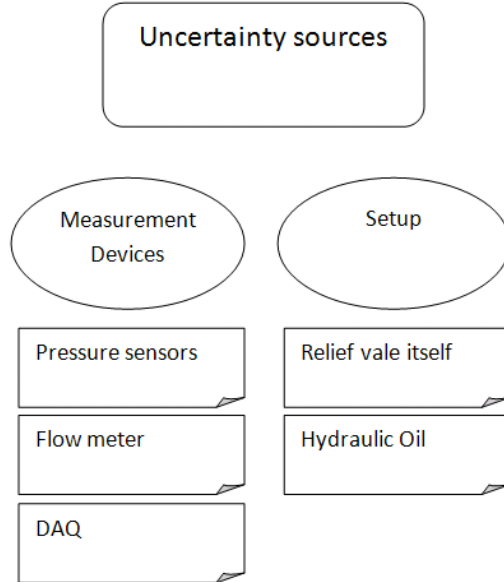 Uncertainty sources
Measurement
Devices
Setup
Pressure sensors
Relief vale itself
Flow meter
Hydraulic Oil
DAQ